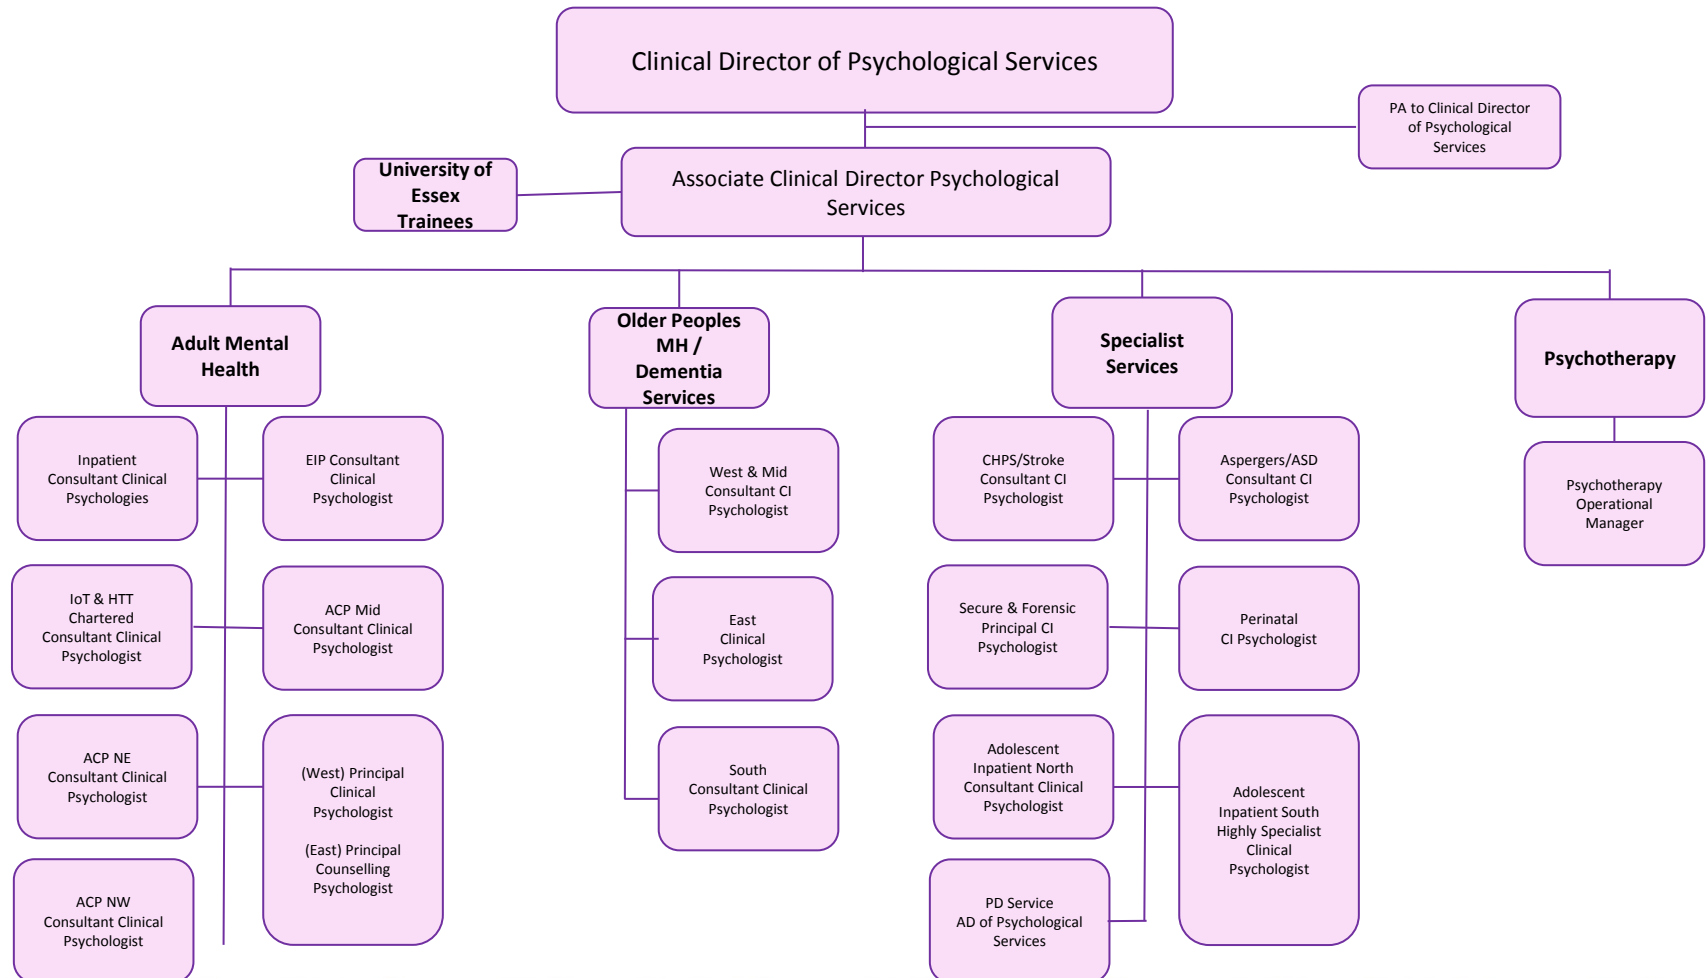 Clinical Director of Psychological Services
PA to Clinical Director
of Psychological
Services
University of
Essex
Trainees
Associate Clinical Director Psychological
Services
Adult Mental
Health
Older Peoples
MH /
Dementia
Services
Specialist
Services
Psychotherapy
Inpatient
Consultant Clinical
Psychologies
EIP Consultant
Clinical
Psychologist
IoT & HTT
Chartered
Consultant Clinical
Psychologist
ACP Mid
Consultant Clinical
Psychologist
ACP NE
Consultant Clinical
Psychologist
(West) Principal
Clinical
Psychologist
(East) Principal
Counselling
Psychologist
ACP NW
Consultant Clinical
Psychologist
West & Mid
Consultant CI
Psychologist
East
Clinical
Psychologist
South
Consultant Clinical
Psychologist
CHPS/Stroke
Consultant CI
Psychologist
Aspergers/ASD
Consultant CI
Psychologist
Secure & Forensic
Principal CI
Psychologist
Perinatal
CI Psychologist
Adolescent
Inpatient North
Consultant Clinical
Psychologist
Adolescent
Inpatient South
Highly Specialist
Clinical
Psychologist
PD Service
AD of Psychological
Services
Psychotherapy
Operational
Manager